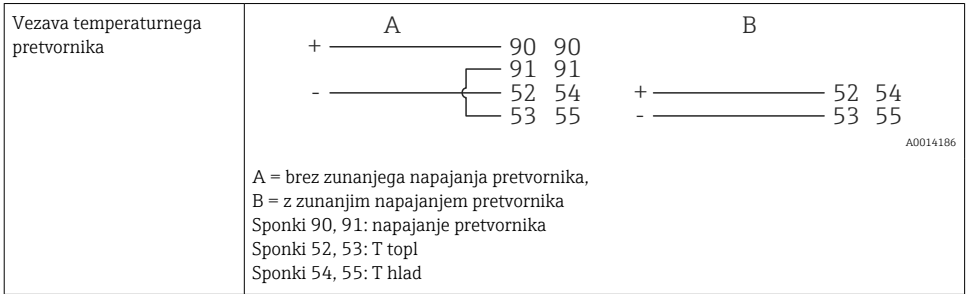 Vezava temperaturnega
pretvornika
A B
+ 90 90
91 91
- 52 54 + 52 54
53 55 - 53 55
A0014186
A = brez zunanjega napajanja pretvornika,
B = z zunanjim napajanjem pretvornika
Sponki 90, 91: napajanje pretvornika
Sponki 52, 53: T topl
Sponki 54, 55: T hlad